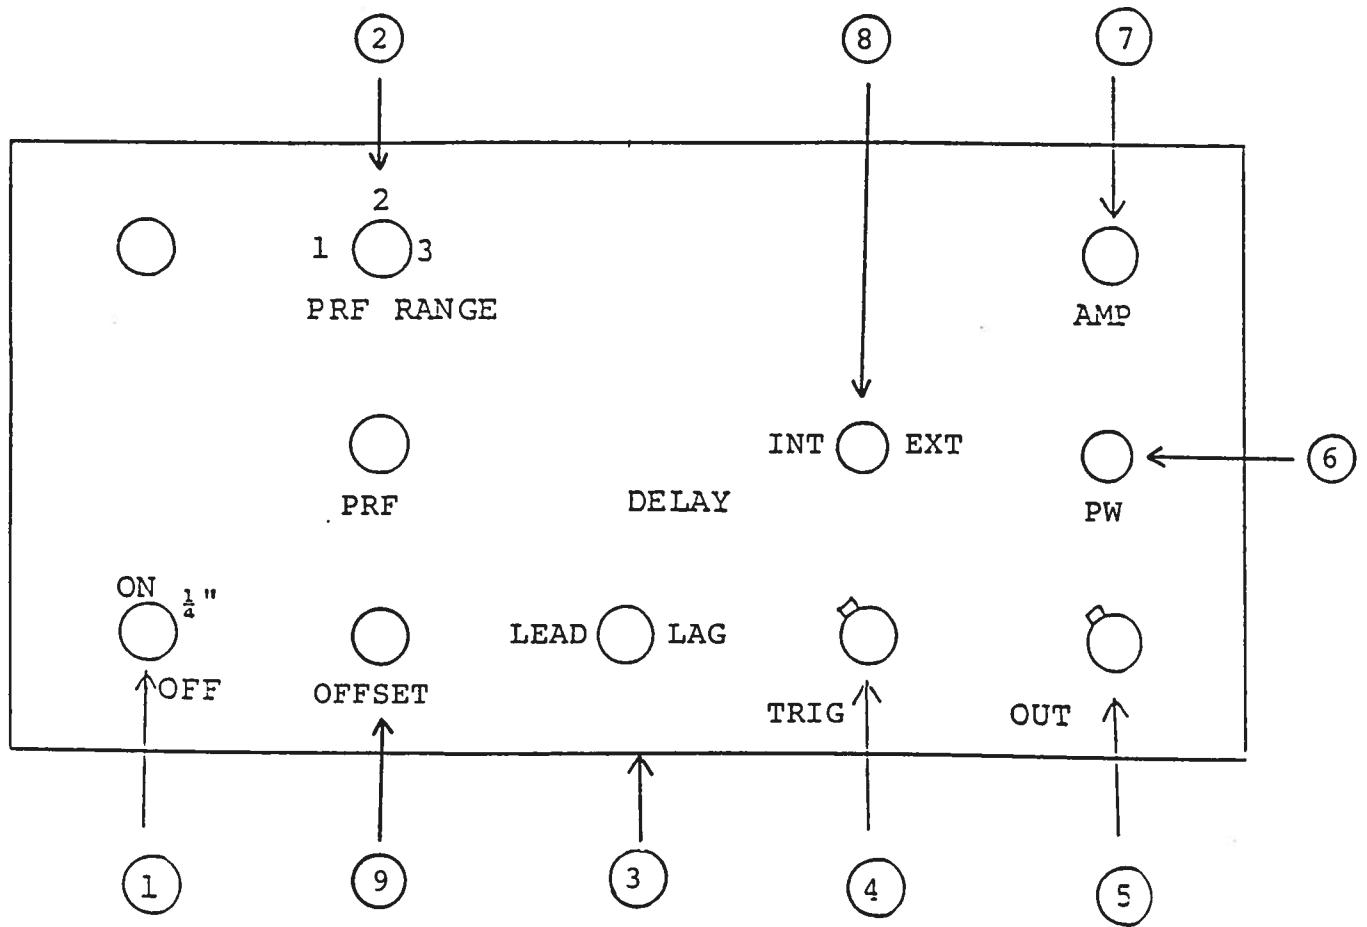 2 8 7
2
1 3
PRF RANGE
AMP
INT EXT
6
PRF
DELAY
PW
ON ¼"
LEAD LAG
OFF
OFFSET
TRIG
OUT
1 9 3 4 5